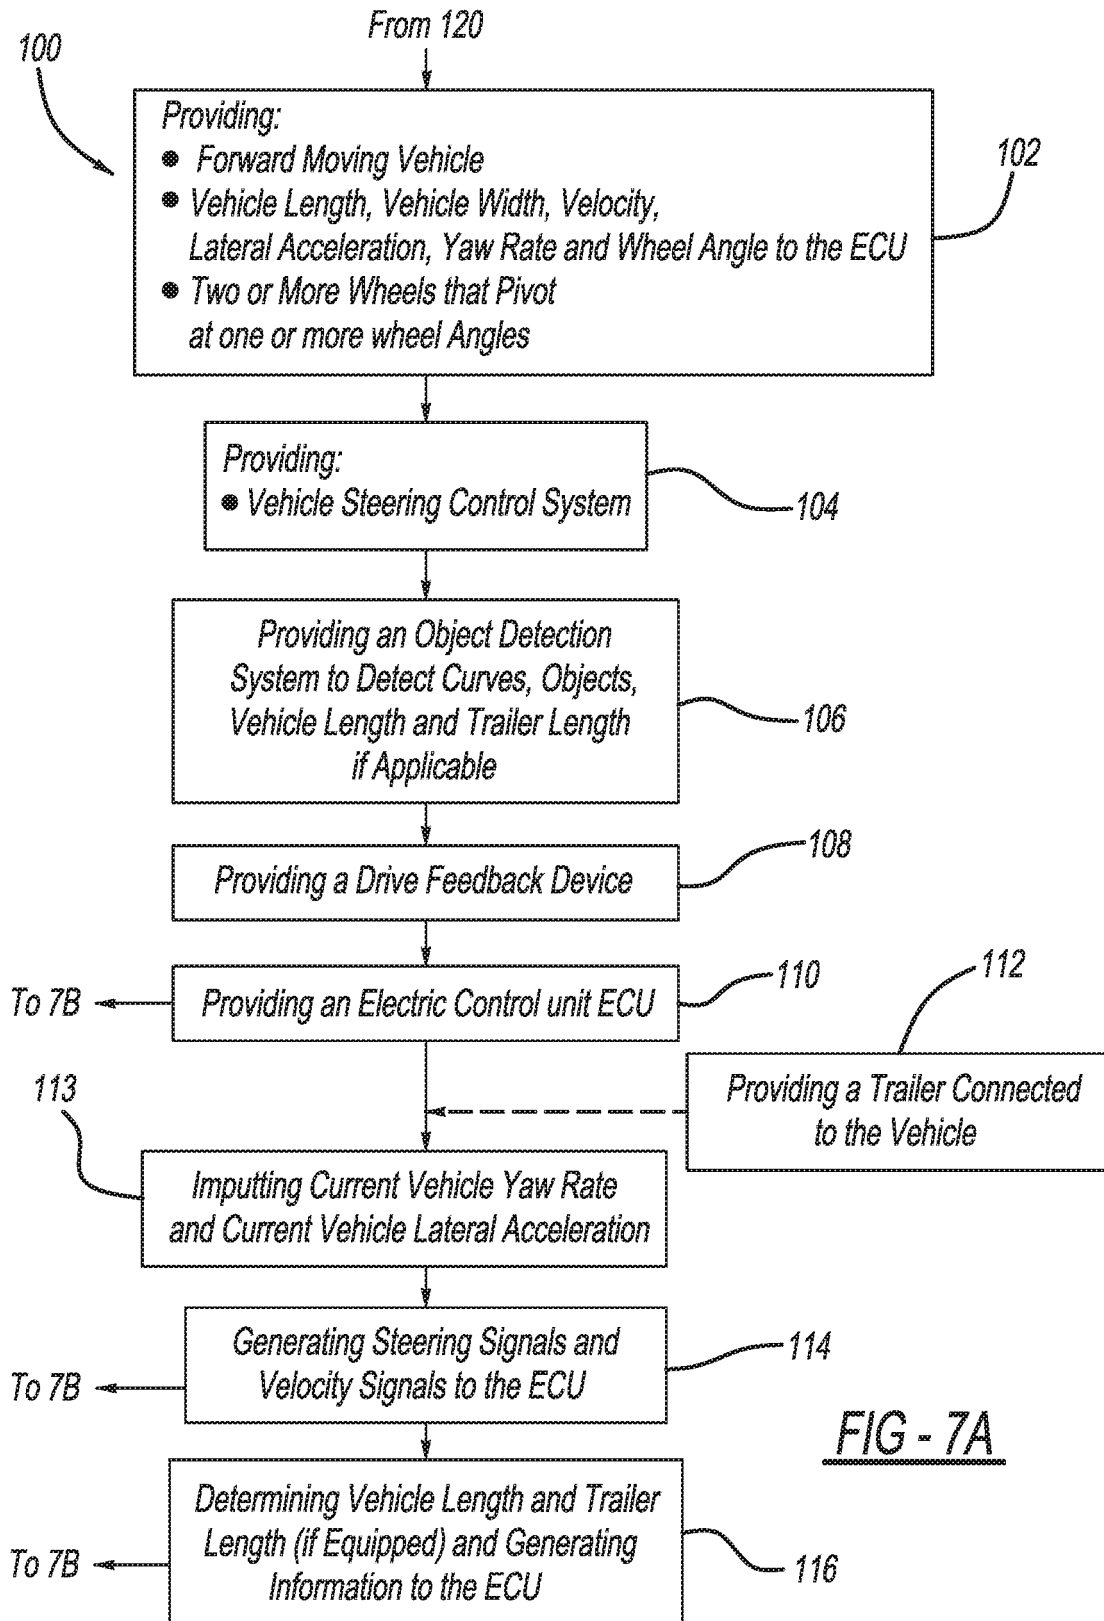 From 120
100
Providing:
● Forward Moving Vehicle
● Vehicle Length, Vehicle Width, Velocity,
Lateral Acceleration, Yaw Rate and Wheel Angle to the ECU
● Two or More Wheels that Pivot
at one or more wheel Angles
102
Providing:
● Vehicle Steering Control System
104
Providing an Object Detection
System to Detect Curves, Objects,
Vehicle Length and Trailer Length
if Applicable
106
Providing a Drive Feedback Device
108
To 7B
Providing an Electric Control unit ECU
110
112
Providing a Trailer Connected
to the Vehicle
113
Imputting Current Vehicle Yaw Rate
and Current Vehicle Lateral Acceleration
Generating Steering Signals and
Velocity Signals to the ECU
114
To 7B
FIG - 7A
Determining Vehicle Length and Trailer
Length (if Equipped) and Generating
Information to the ECU
To 7B
116